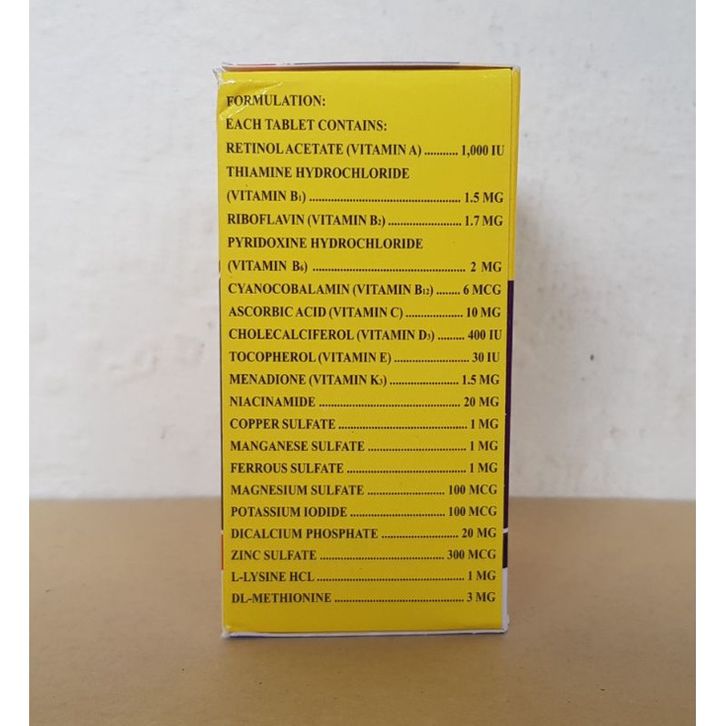 FORMULATION:
EACH TABLET CONTAINS:
RETINOL ACETATE (VITAMIN A) ........... 1,000 IU
THIAMINE HYDROCHLORIDE
(VITAMIN B₁) .................................................. 1.5 MG
RIBOFLAVIN (VITAMIN B₂) ........................ 1.7 MG
PYRIDOXINE HYDROCHLORIDE
(VITAMIN B₆) .................................................. 2 MG
CYANOCOBALAMIN (VITAMIN B₁₂) ........ 6 MCG
ASCORBIC ACID (VITAMIN C) ................... 10 MG
CHOLECALCIFEROL (VITAMIN D₃) ......... 400 IU
TOCOPHEROL (VITAMIN E) ......................... 30 IU
MENADIONE (VITAMIN K₃) ....................... 1.5 MG
NIACINAMIDE ............................................... 20 MG
COPPER SULFATE ........................................... 1 MG
MANGANESE SULFATE ................................. 1 MG
FERROUS SULFATE ........................................ 1 MG
MAGNESIUM SULFATE ......................... 100 MCG
POTASSIUM IODIDE ................................ 100 MCG
DICALCIUM PHOSPHATE .......................... 20 MG
ZINC SULFATE ......................................... 300 MCG
L-LYSINE HCL ................................................. 1 MG
DL-METHIONINE ........................................... 3 MG